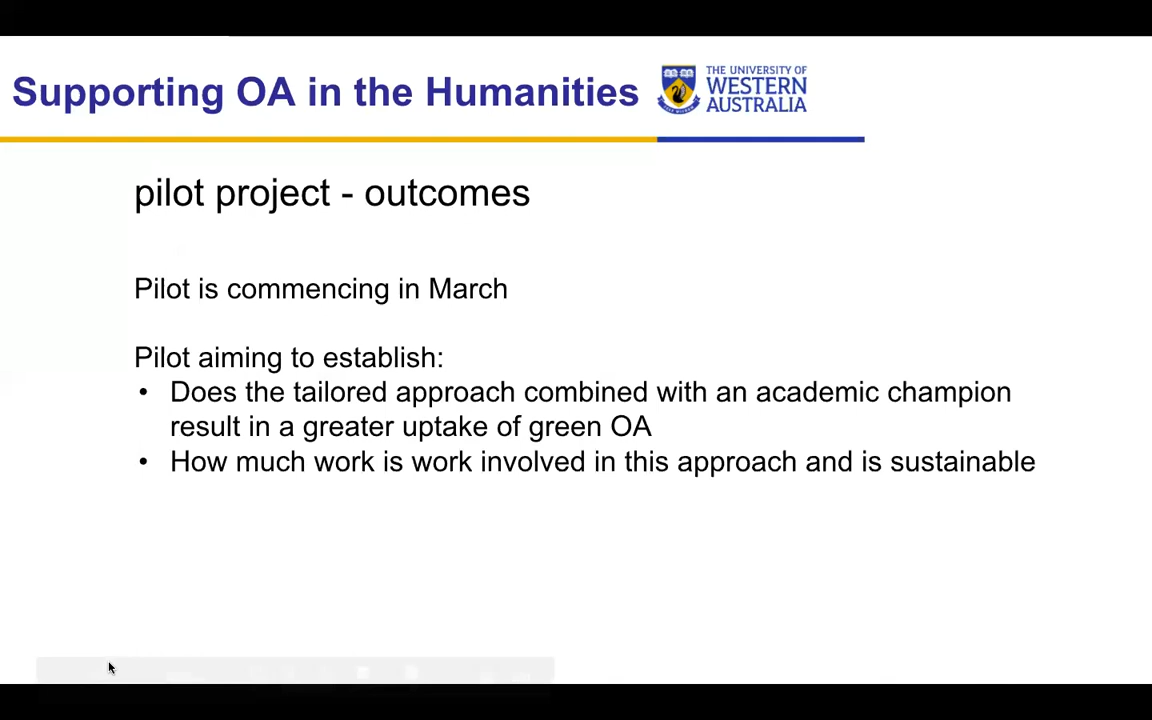 Supporting OA in the Humanities
THE UNIVERSITY OF
WESTERN
AUSTRALIA
pilot project - outcomes
Pilot is commencing in March
Pilot aiming to establish:
• Does the tailored approach combined with an academic champion
result in a greater uptake of green OA
• How much work is work involved in this approach and is sustainable